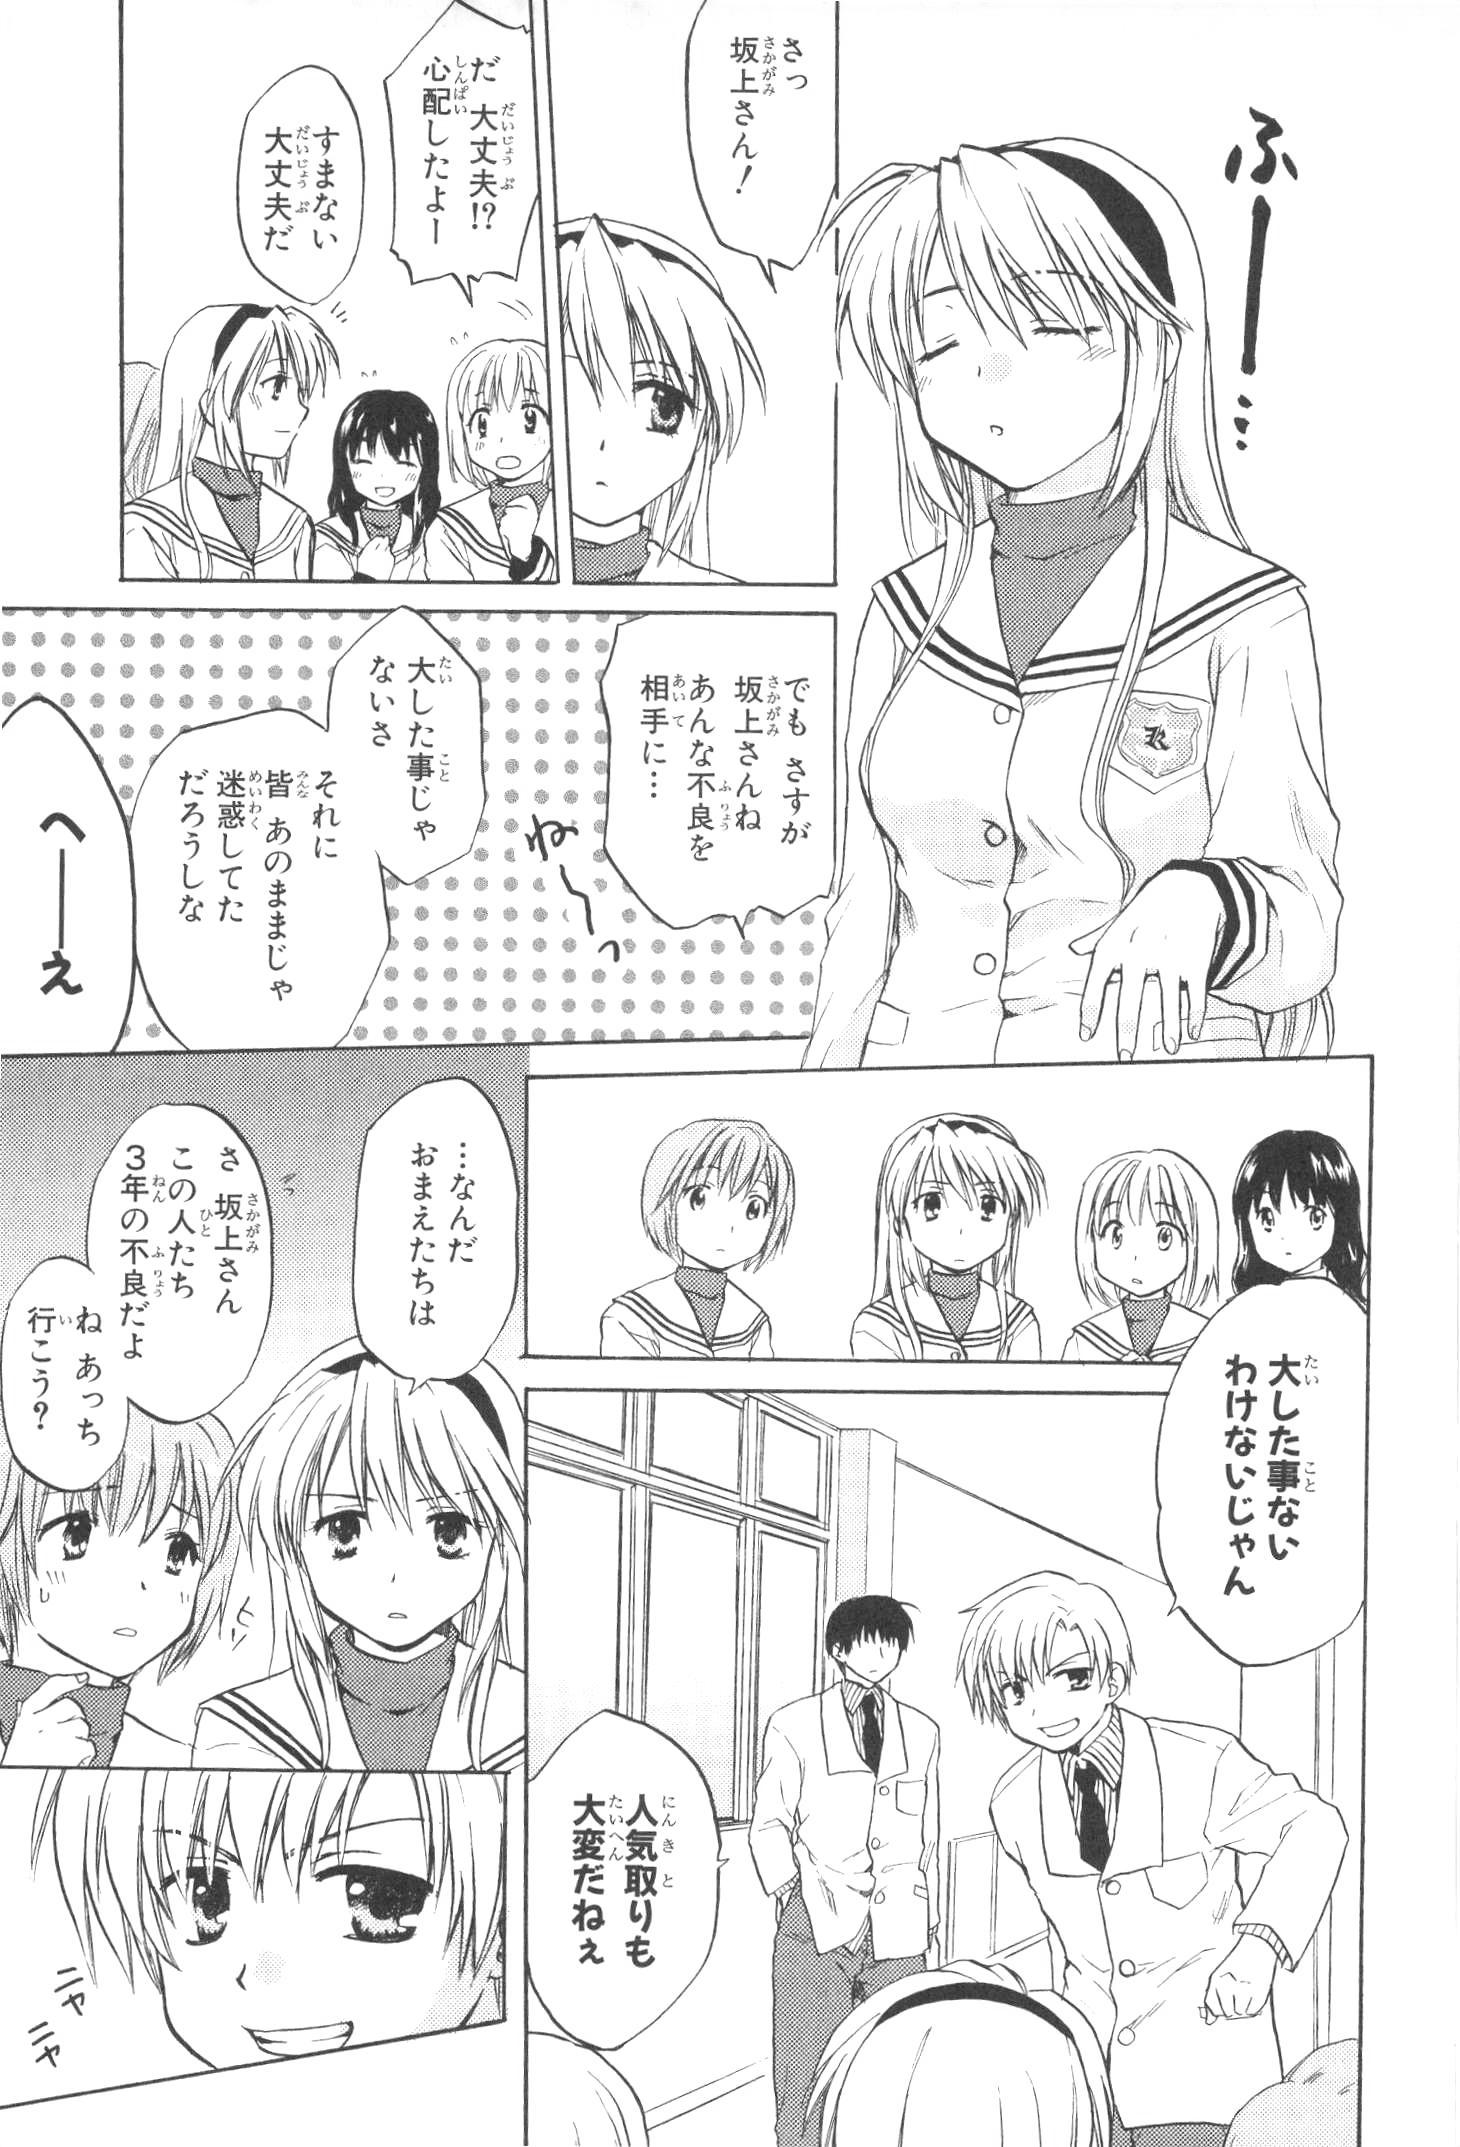 ふーー…
さっ
坂上さん！
だ 大丈夫!?
心配したよー
すまない
大丈夫だ
でも さすが
坂上さんね
あんな不良を
相手に…
ね〜っ
大した事じゃ
ないさ
それに
皆 あのままじゃ
迷惑してた
だろうしな
へーーえ
大した事ない
わけないじゃん
人気取りも
大変だねぇ
…なんだ
おまえたちは
さ 坂上さん
この人たち
３年の不良だよ
ね あっち
行こう？
ニヤ
ニヤ